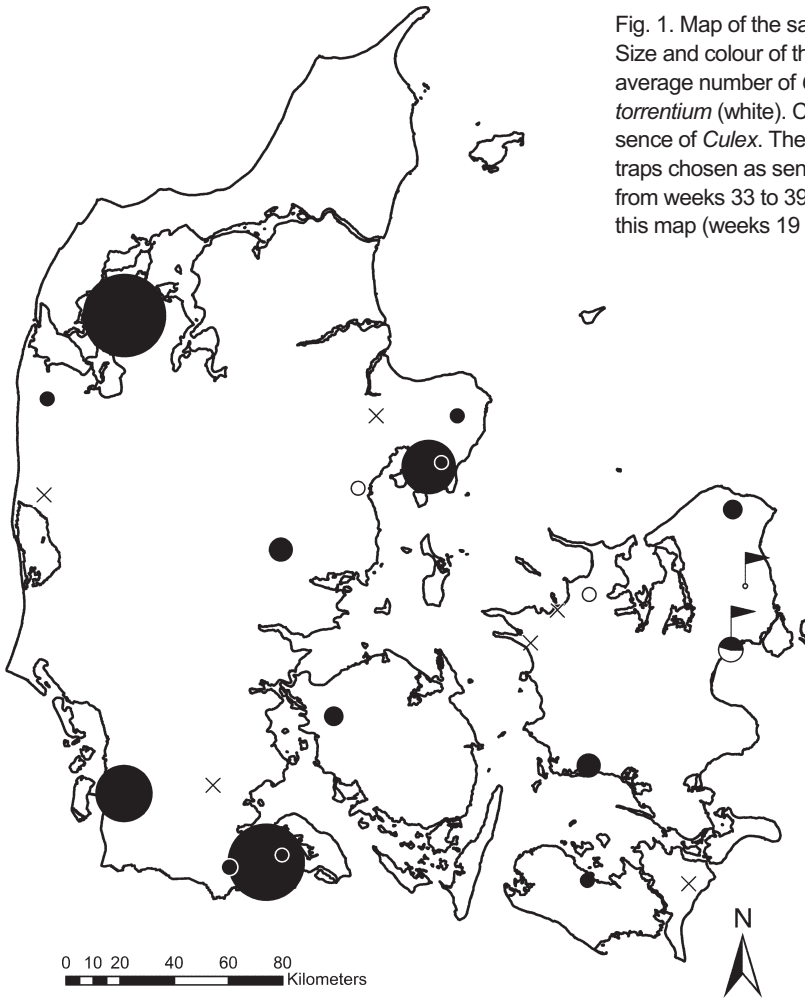 Fig. 1. Map of the sa
Size and colour of th
average number of
torrentium (white). C
sence of Culex. The
traps chosen as sen
from weeks 33 to 39
this map (weeks 19
N
0 10 20 40 60 80
Kilometers